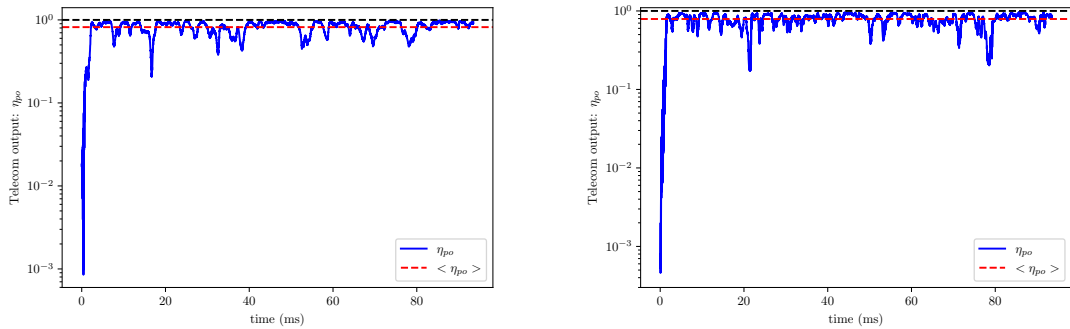 Telecom output: η_po
10^0
10^-1
10^-2
10^-3
0 20 40 60 80
time (ms)
η_po
< η_po >
Telecom output: η_po
10^0
10^-1
10^-2
10^-3
0 20 40 60 80
time (ms)
η_po
< η_po >